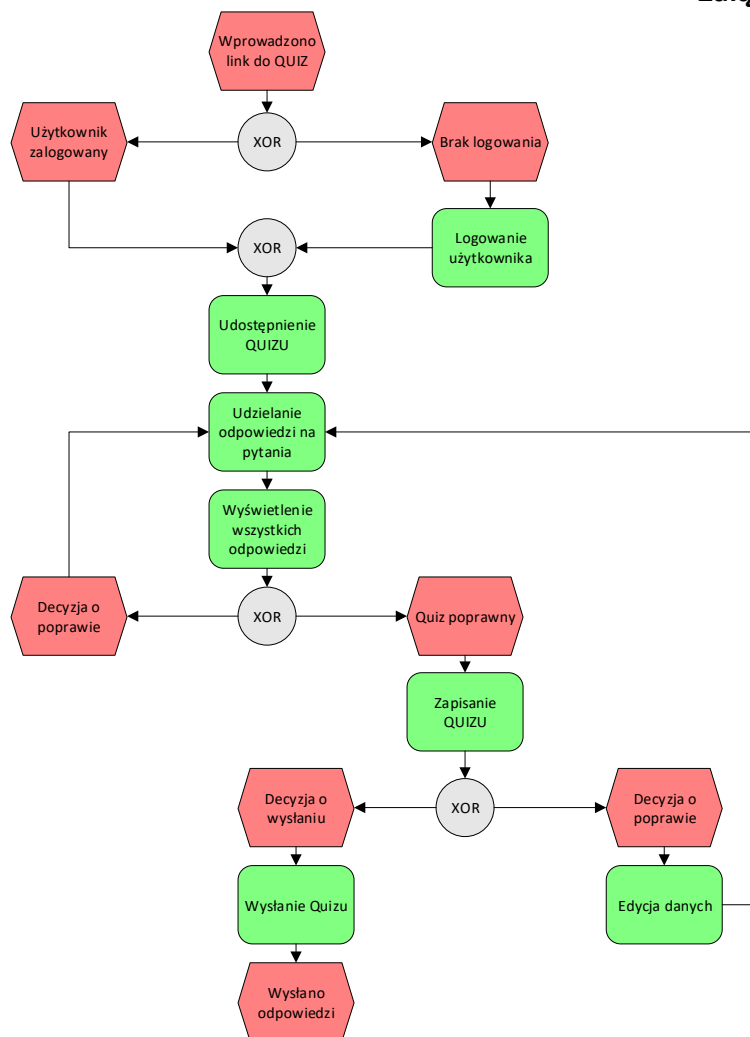 Wprowadzono
link do QUIZ
Użytkownik
zalogowany
XOR
Brak logowania
XOR
Logowanie
użytkownika
Udostępnienie
QUIZU
Udzielanie
odpowiedzi na
pytania
Wyświetlenie
wszystkich
odpowiedzi
Decyzja o
poprawie
XOR
Quiz poprawny
Zapisanie
QUIZU
Decyzja o
wysłaniu
XOR
Decyzja o
poprawie
Wysłanie Quizu
Edycja danych
Wysłano
odpowiedzi